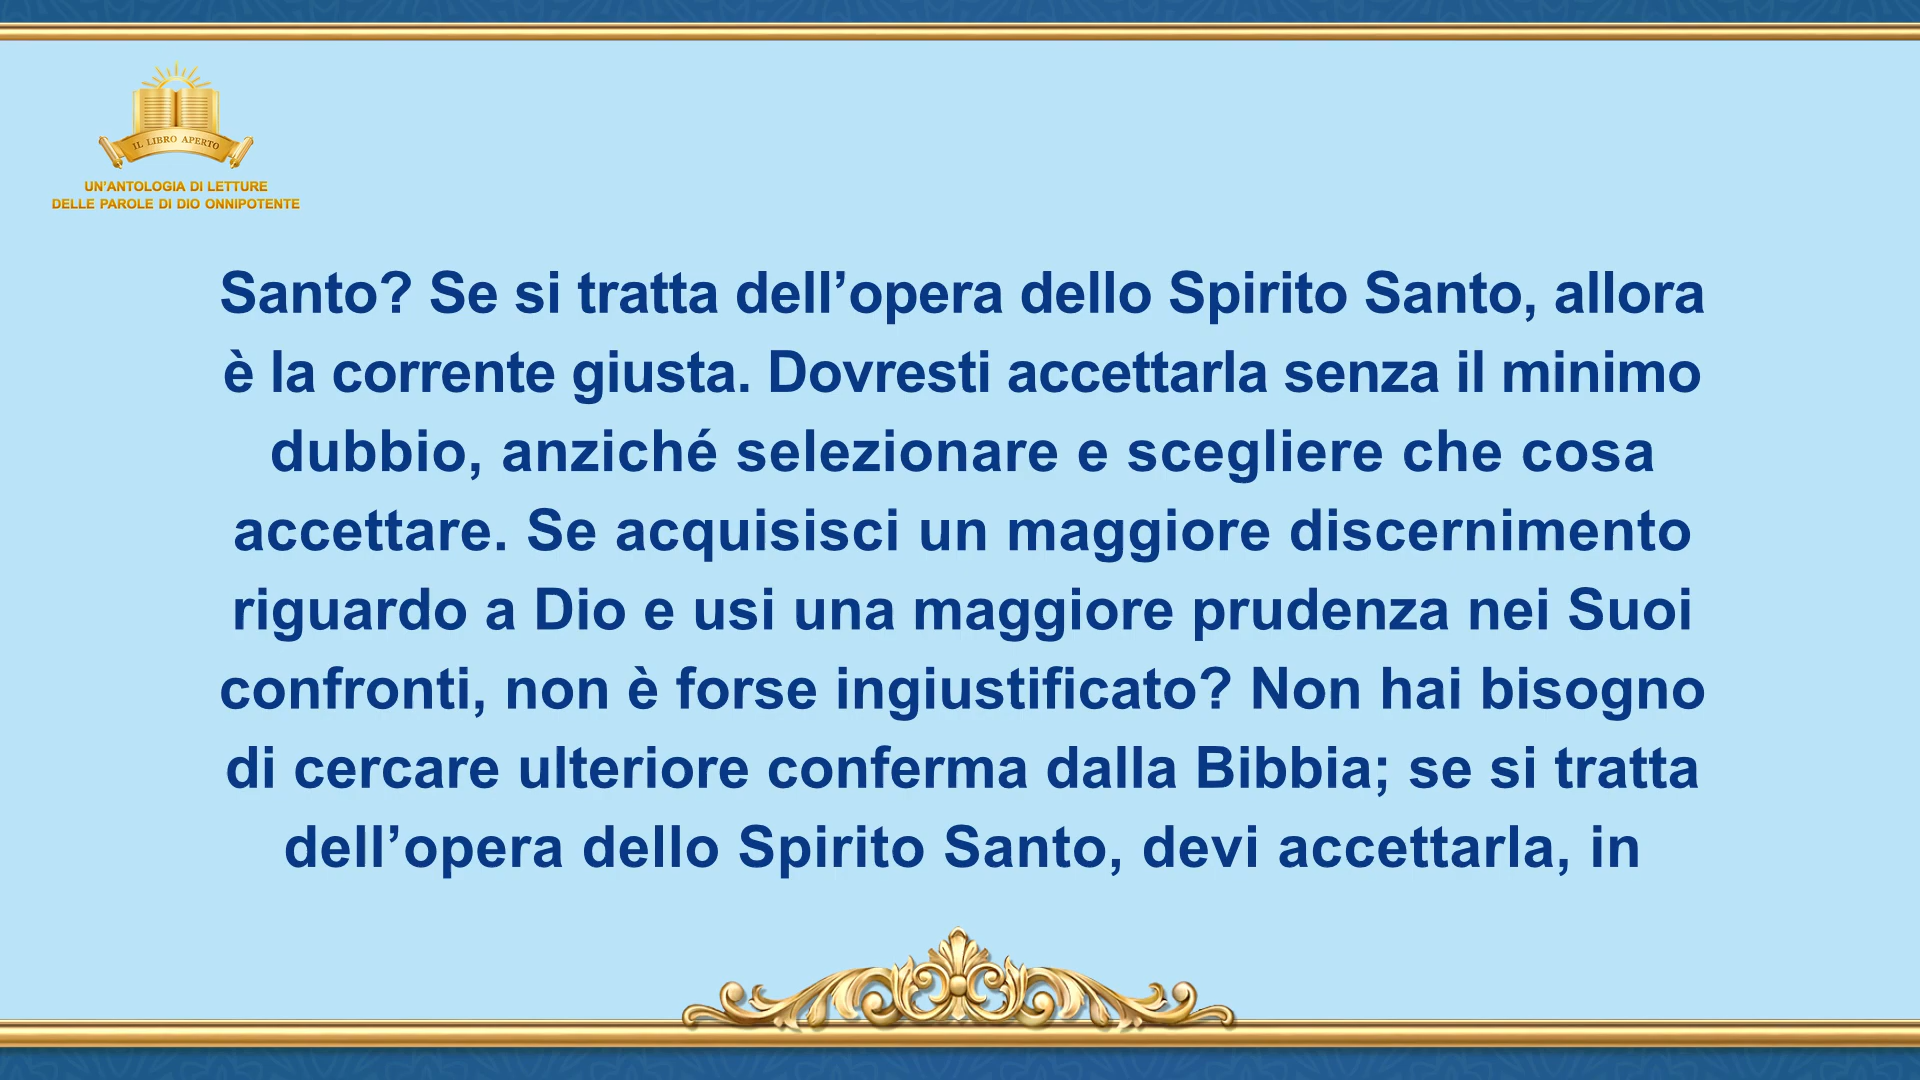 IL LIBRO APERTO
UN’ANTOLOGIA DI LETTURE
DELLE PAROLE DI DIO ONNIPOTENTE
Santo? Se si tratta dell’opera dello Spirito Santo, allora
è la corrente giusta. Dovresti accettarla senza il minimo
dubbio, anziché selezionare e scegliere che cosa
accettare. Se acquisisci un maggiore discernimento
riguardo a Dio e usi una maggiore prudenza nei Suoi
confronti, non è forse ingiustificato? Non hai bisogno
di cercare ulteriore conferma dalla Bibbia; se si tratta
dell’opera dello Spirito Santo, devi accettarla, in